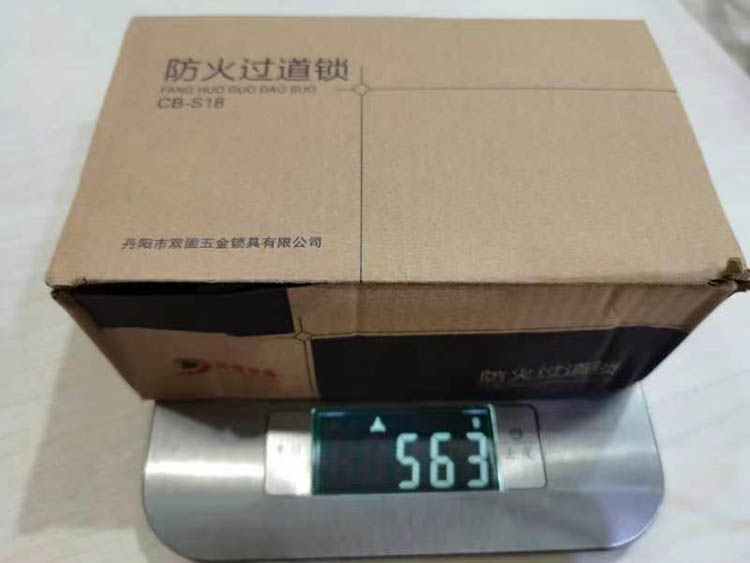 防火过道锁
FANG HUO GUO DAO SUO
CB-S18
丹阳市双固五金锁具有限公司
防火过道锁
563